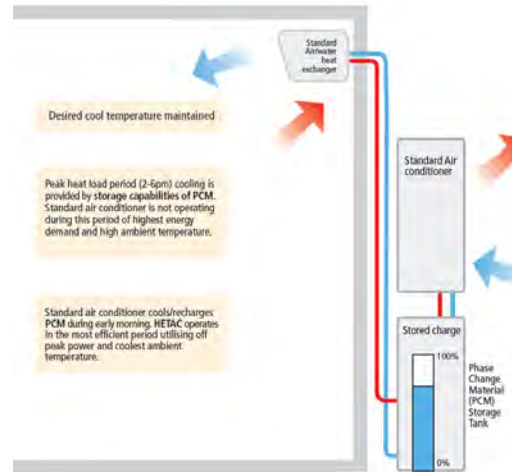 Standard
Air/water
heat
exchanger
Desired cool temperature maintained
Peak heat load period (2-6pm) cooling is
provided by storage capabilities of PCM.
Standard air conditioner is not operating
during this period of highest energy
demand and high ambient temperature.
Standard air conditioner cools/recharges
PCM during early morning. HETAC operates
in the most efficient period utilising off
peak power and coolest ambient
temperature.
Standard Air
conditioner
Stored charge
100%
0%
Phase
Change
Material
(PCM)
Storage
Tank